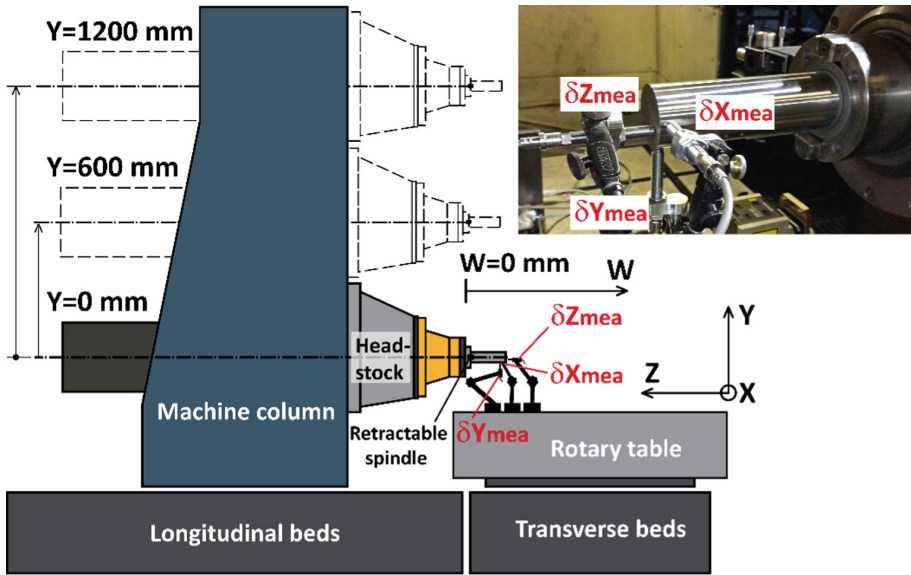 Y=1200 mm
δZmea
δXmea
δYmea
Y=600 mm
W=0 mm
W
Y=0 mm
δZmea
Y
Head-
stock
δXmea
Z
X
Machine column
Retractable
spindle
δYmea
Rotary table
Longitudinal beds
Transverse beds